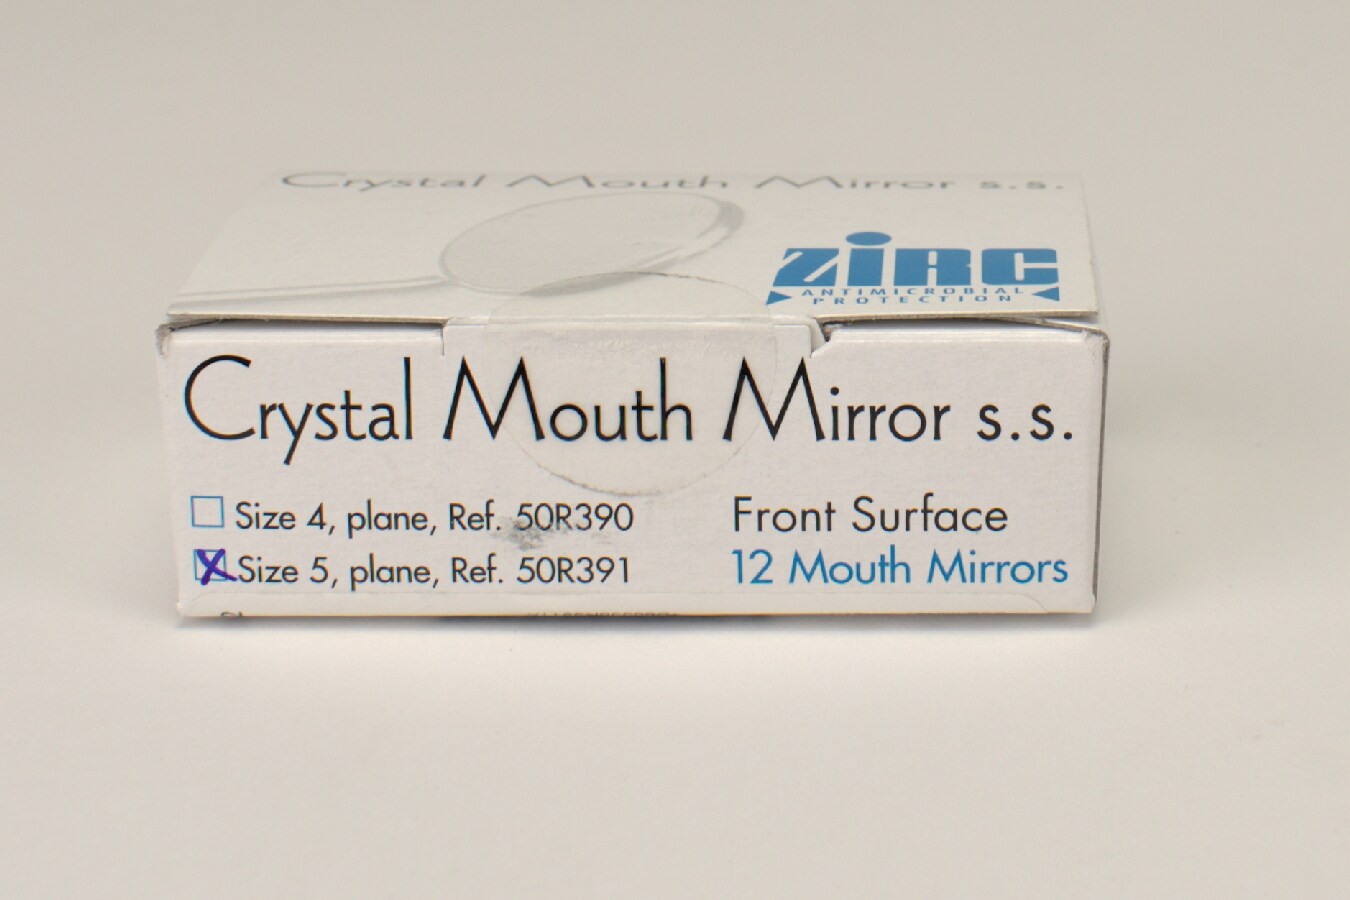 Crystal Mouth Mirror s.s.
ZIRC
ANTIMICROBIAL
PROTECTION
Crystal Mouth Mirror s.s.
Size 4, plane, Ref. 50R390
Front Surface
Size 5, plane, Ref. 50R391
12 Mouth Mirrors